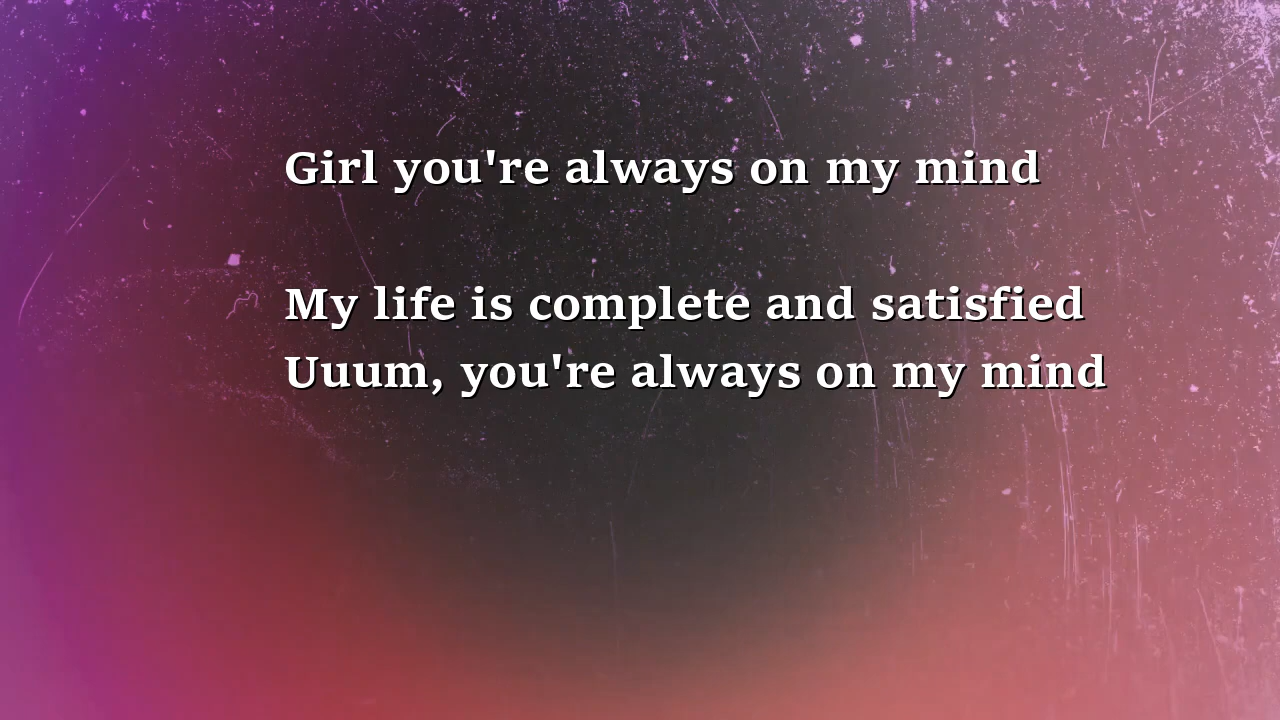 Girl you're always on my mind
My life is complete and satisfied
Uuum, you're always on my mind